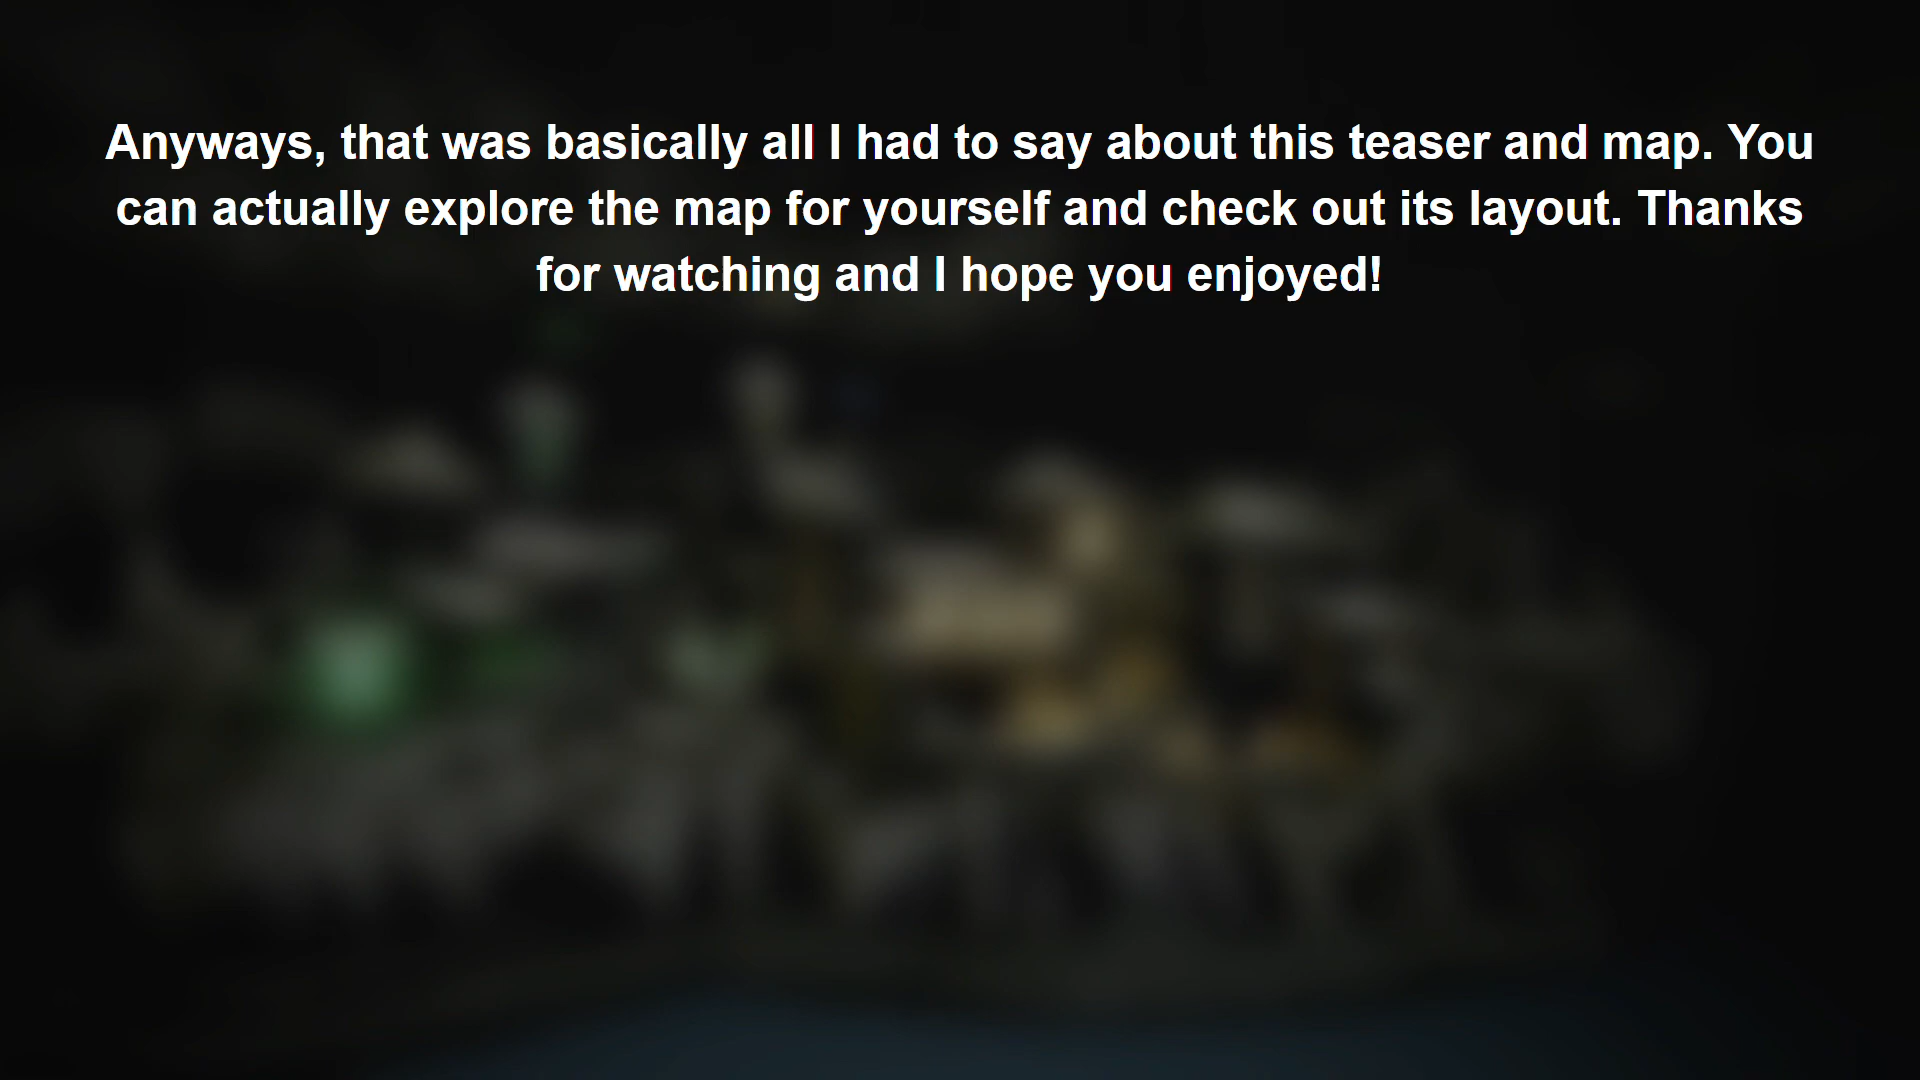 Anyways, that was basically all I had to say about this teaser and map. You
can actually explore the map for yourself and check out its layout. Thanks
for watching and I hope you enjoyed!